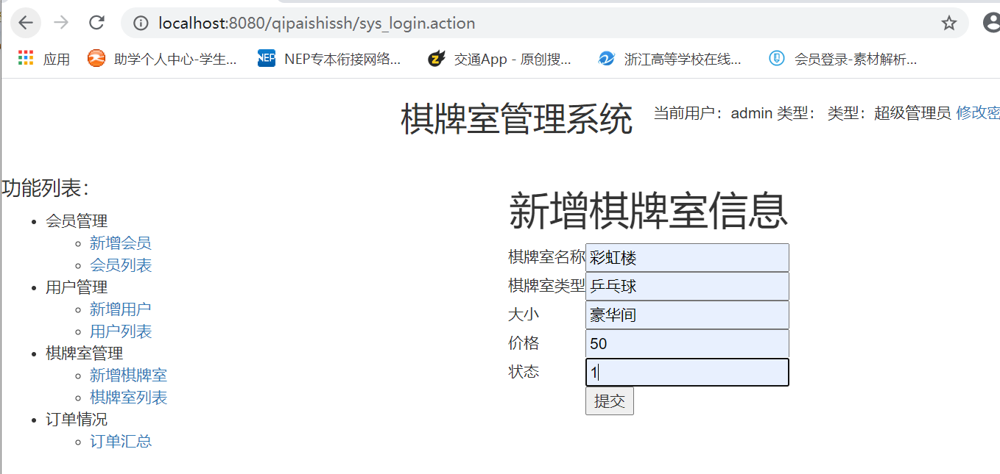 localhost:8080/qipaishissh/sys_login.action
应用 助学个人中心-学生... NEP NEP专本衔接网络... 交通App - 原创搜... 浙江高等学校在线... 会员登录-素材解析...
棋牌室管理系统 当前用户：admin 类型： 类型：超级管理员 修改密
功能列表：
新增棋牌室信息
会员管理
新增会员
会员列表
用户管理
新增用户
用户列表
棋牌室管理
新增棋牌室
棋牌室列表
订单情况
订单汇总
棋牌室名称 彩虹楼
棋牌室类型 乒乓球
大小 豪华间
价格 50
状态 1
提交